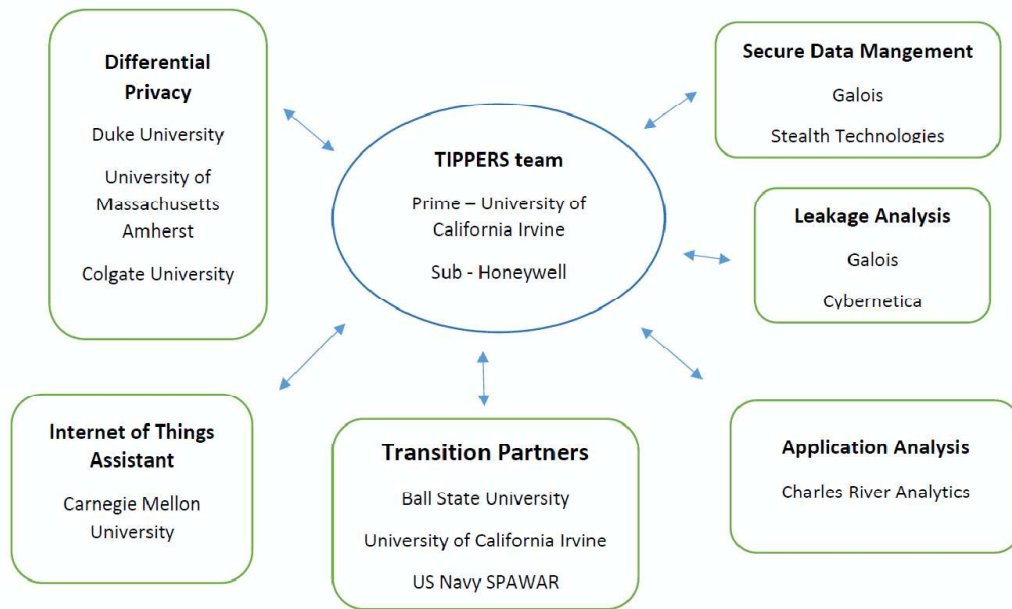 Differential
Privacy
Duke University
University of
Massachusetts
Amherst
Colgate University
TIPPERS team
Prime – University of
California Irvine
Sub - Honeywell
Secure Data Mangement
Galois
Stealth Technologies
Leakage Analysis
Galois
Cybernetica
Internet of Things
Assistant
Carnegie Mellon
University
Transition Partners
Ball State University
University of California Irvine
US Navy SPAWAR
Application Analysis
Charles River Analytics